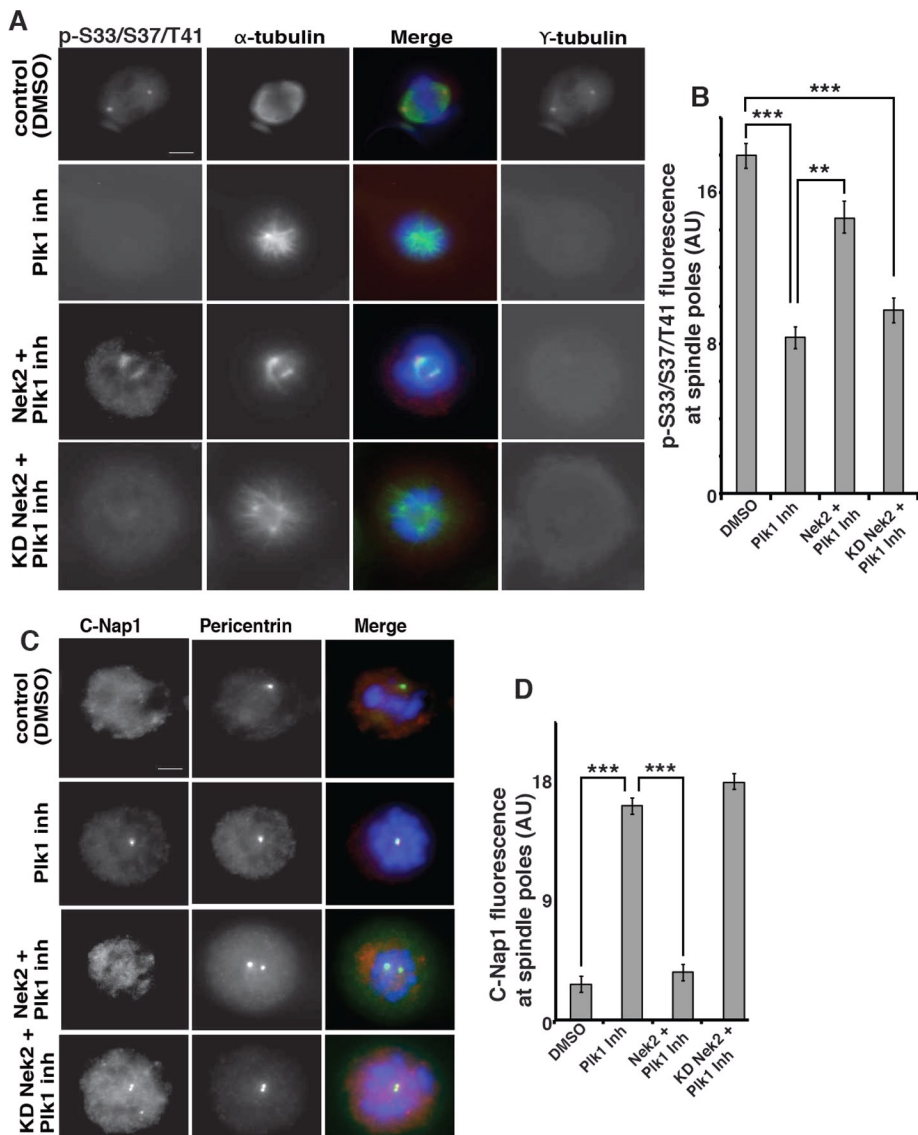 A
p-S33/S37/T41 α-tubulin Merge ϒ-tubulin
control
(DMSO)
Plk1 inh
Nek2 +
Plk1 inh
KD Nek2 +
Plk1 inh
B
***
***
**
16
8
0
p-S33/S37/T41 fluorescence
at spindle poles (AU)
DMSO
Plk1 Inh
Nek2 +
Plk1 Inh
KD Nek2 +
Plk1 Inh
C
C-Nap1 Pericentrin Merge
control
(DMSO)
Plk1 inh
Nek2 +
Plk1 inh
KD Nek2 +
Plk1 inh
D
*** ***
18
9
0
C-Nap1 fluorescence
at spindle poles (AU)
DMSO
Plk1 Inh
Nek2 +
Plk1 Inh
KD Nek2 +
Plk1 Inh